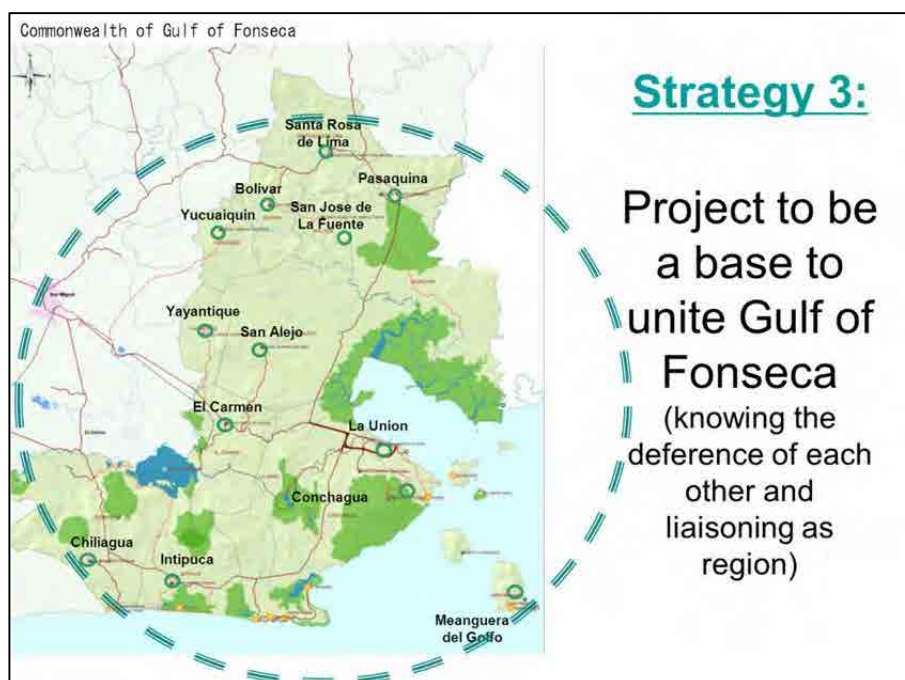 Commonwealth of Gulf of Fonseca
Strategy 3:
Project to be
a base to
unite Gulf of
Fonseca
(knowing the
deference of each
other and
liaisoning as
region)
Santa Rosa
de Lima
Pasaquina
Bolivar
San Jose de
La Fuente
Yucuaiquin
Yayantique
San Alejo
El Carmen
La Union
Conchagua
Chiliagua
Intipuca
Meanguera
del Golfo